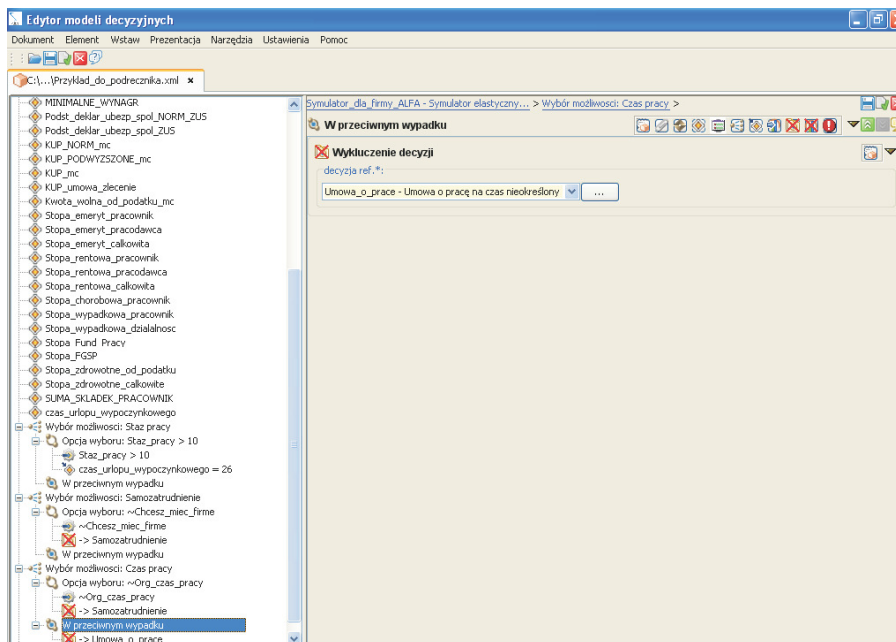 Edytor modeli decyzyjnych
Dokument Element Wstaw Prezentacja Narzędzia Ustawienia Pomoc
C:\...\Przyklad_do_podrecznika.xml
MINIMALNE_WYNAGR
Podst_deklar_ubezp_spol_NORM_ZUS
Podst_deklar_ubezp_spol_ZUS
KUP_NORM_mc
KUP_PODWYZSZONE_mc
KUP_mc
KUP_umowa_zlecenie
Kwota_wolna_od_podatku_mc
Stopa_emeryt_pracownik
Stopa_emeryt_pracodawca
Stopa_emeryt_calkowita
Stopa_rentowa_pracownik
Stopa_rentowa_pracodawca
Stopa_rentowa_calkowita
Stopa_chorobowa_pracownik
Stopa_wypadkowa_pracownik
Stopa_wypadkowa_dzialalnosc
Stopa_Fund_Pracy
Stopa_FGSP
Stopa_zdrowotne_od_podatku
Stopa_zdrowotne_calkowite
SUMA_SKLADEK_PRACOWNIK
czas_urlopu_wypoczynkowego
Wybór możliwości: Staz pracy
Opcja wyboru: Staz_pracy > 10
Staz_pracy > 10
czas_urlopu_wypoczynkowego = 26
W przeciwnym wypadku
Wybór możliwości: Samozatrudnienie
Opcja wyboru: ~Chcesz_miec_firme
~Chcesz_miec_firme
-> Samozatrudnienie
W przeciwnym wypadku
Wybór możliwości: Czas pracy
Opcja wyboru: ~Org_czas_pracy
~Org_czas_pracy
-> Samozatrudnienie
W przeciwnym wypadku
-> Umowa_o_prace
Symulator_dla_firmy_ALFA - Symulator elastyczny... > Wybór możliwości: Czas pracy >
W przeciwnym wypadku
Wykluczenie decyzji
decyzja ref.*:
Umowa_o_prace - Umowa o pracę na czas nieokreślony ...